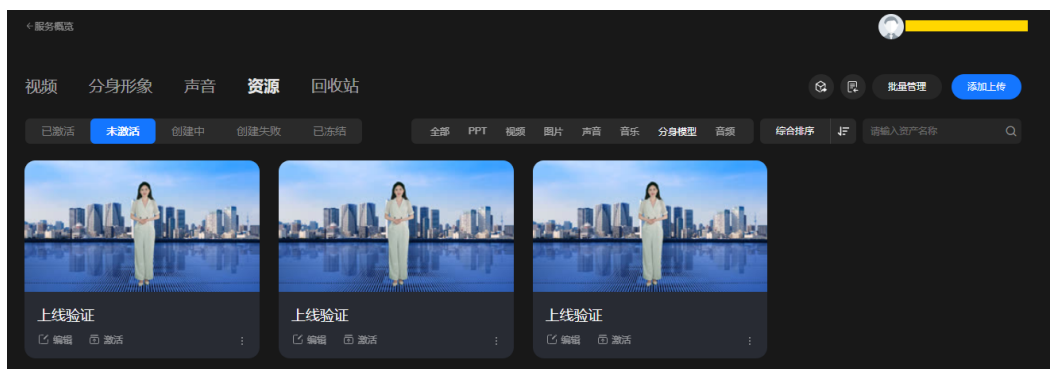 ←服务概览
视频 分身形象 声音 资源 回收站 批量管理 添加上传
已激活 未激活 创建中 创建失败 已冻结 全部 PPT 视频 图片 声音 音乐 分身模型 音频 综合排序 请输入资产名称
上线验证 上线验证 上线验证
编辑 激活 编辑 激活 编辑 激活